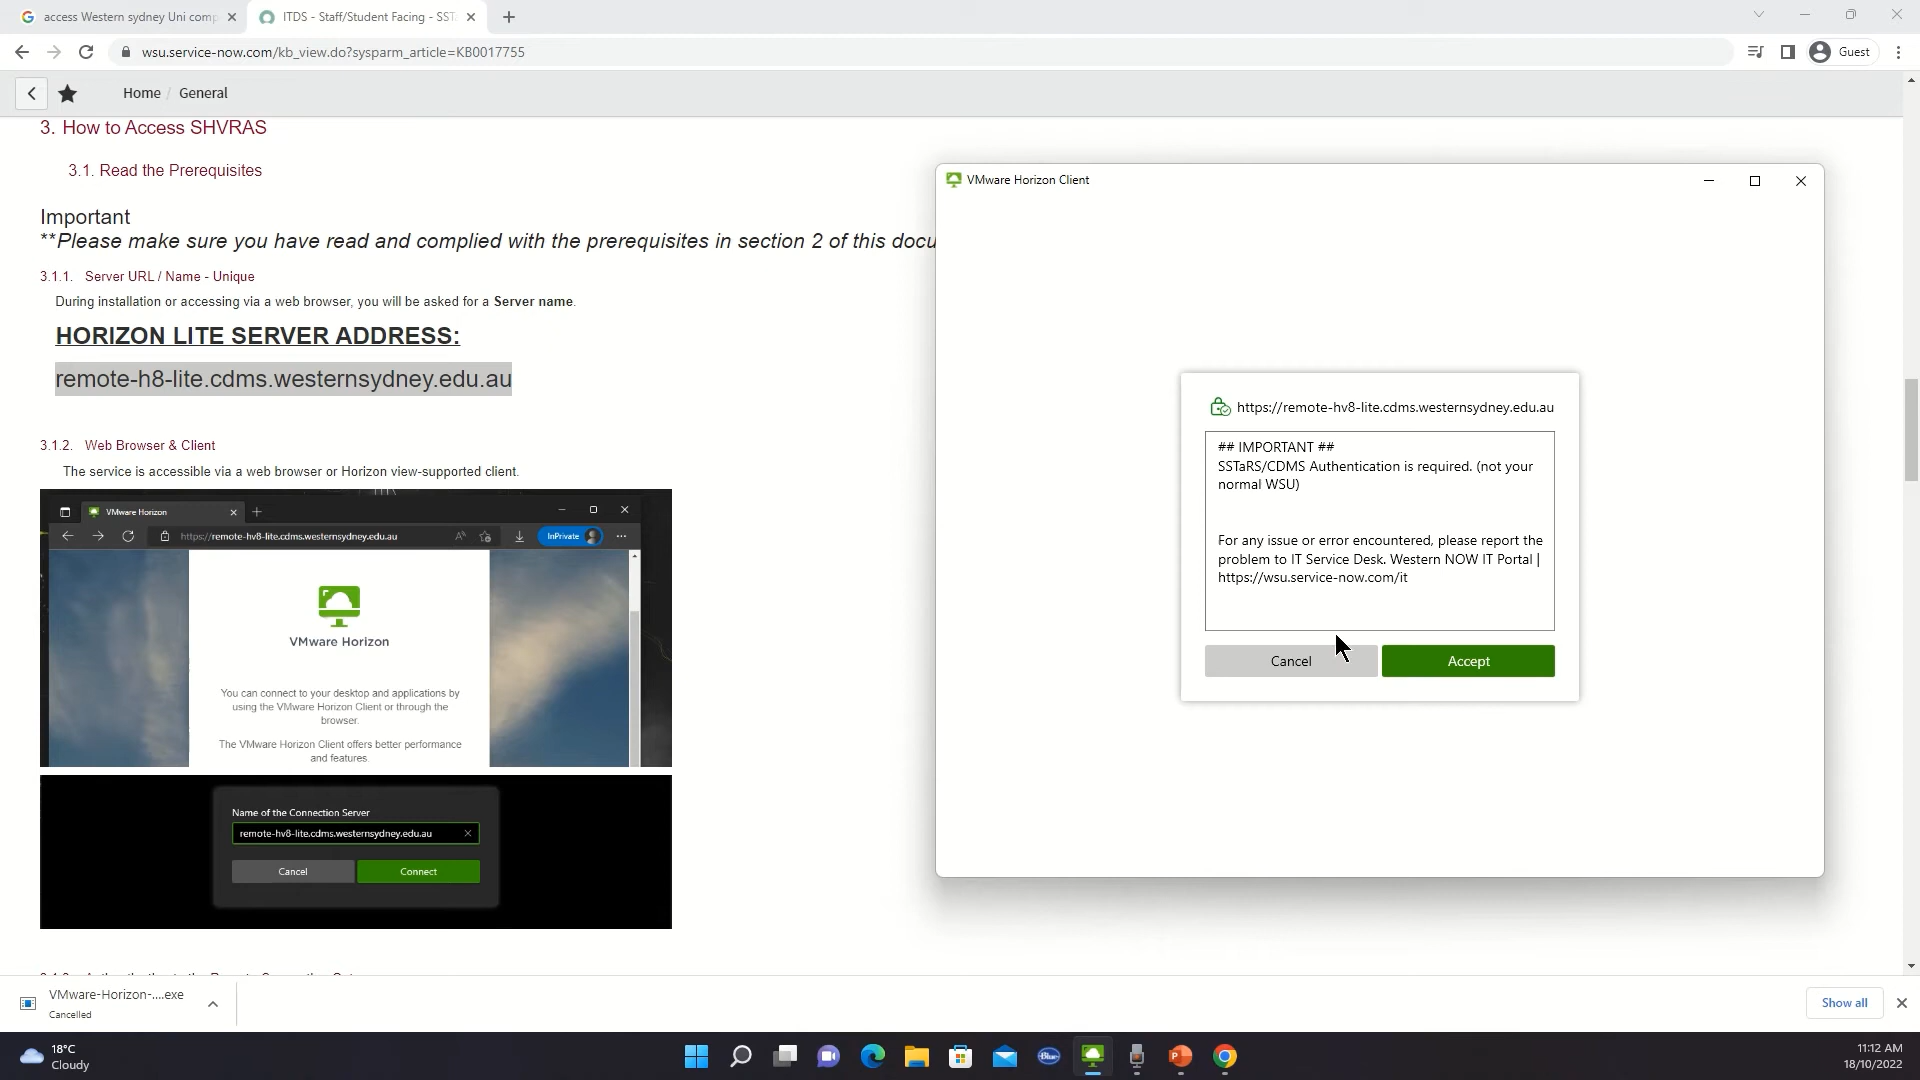 access Western sydney Uni comp
ITDS - Staff/Student Facing - SSTa
wsu.service-now.com/kb_view.do?sysparm_article=KB0017755
Guest
Home / General
3. How to Access SHVRAS
3.1. Read the Prerequisites
Important
**Please make sure you have read and complied with the prerequisites in section 2 of this docu
3.1.1. Server URL / Name - Unique
During installation or accessing via a web browser, you will be asked for a Server name.
HORIZON LITE SERVER ADDRESS:
remote-h8-lite.cdms.westernsydney.edu.au
3.1.2. Web Browser & Client
The service is accessible via a web browser or Horizon view-supported client.
VMware Horizon
https://remote-hv8-lite.cdms.westernsydney.edu.au
InPrivate
VMware Horizon
You can connect to your desktop and applications by
using the VMware Horizon Client or through the
browser.
The VMware Horizon Client offers better performance
and features.
Name of the Connection Server
remote-hv8-lite.cdms.westernsydney.edu.au
Cancel
Connect
VMware Horizon Client
https://remote-hv8-lite.cdms.westernsydney.edu.au
## IMPORTANT ##
SSTaRS/CDMS Authentication is required. (not your
normal WSU)
For any issue or error encountered, please report the
problem to IT Service Desk. Western NOW IT Portal |
https://wsu.service-now.com/it
Cancel
Accept
VMware-Horizon-....exe
Cancelled
Show all
18°C
Cloudy
11:12 AM
18/10/2022